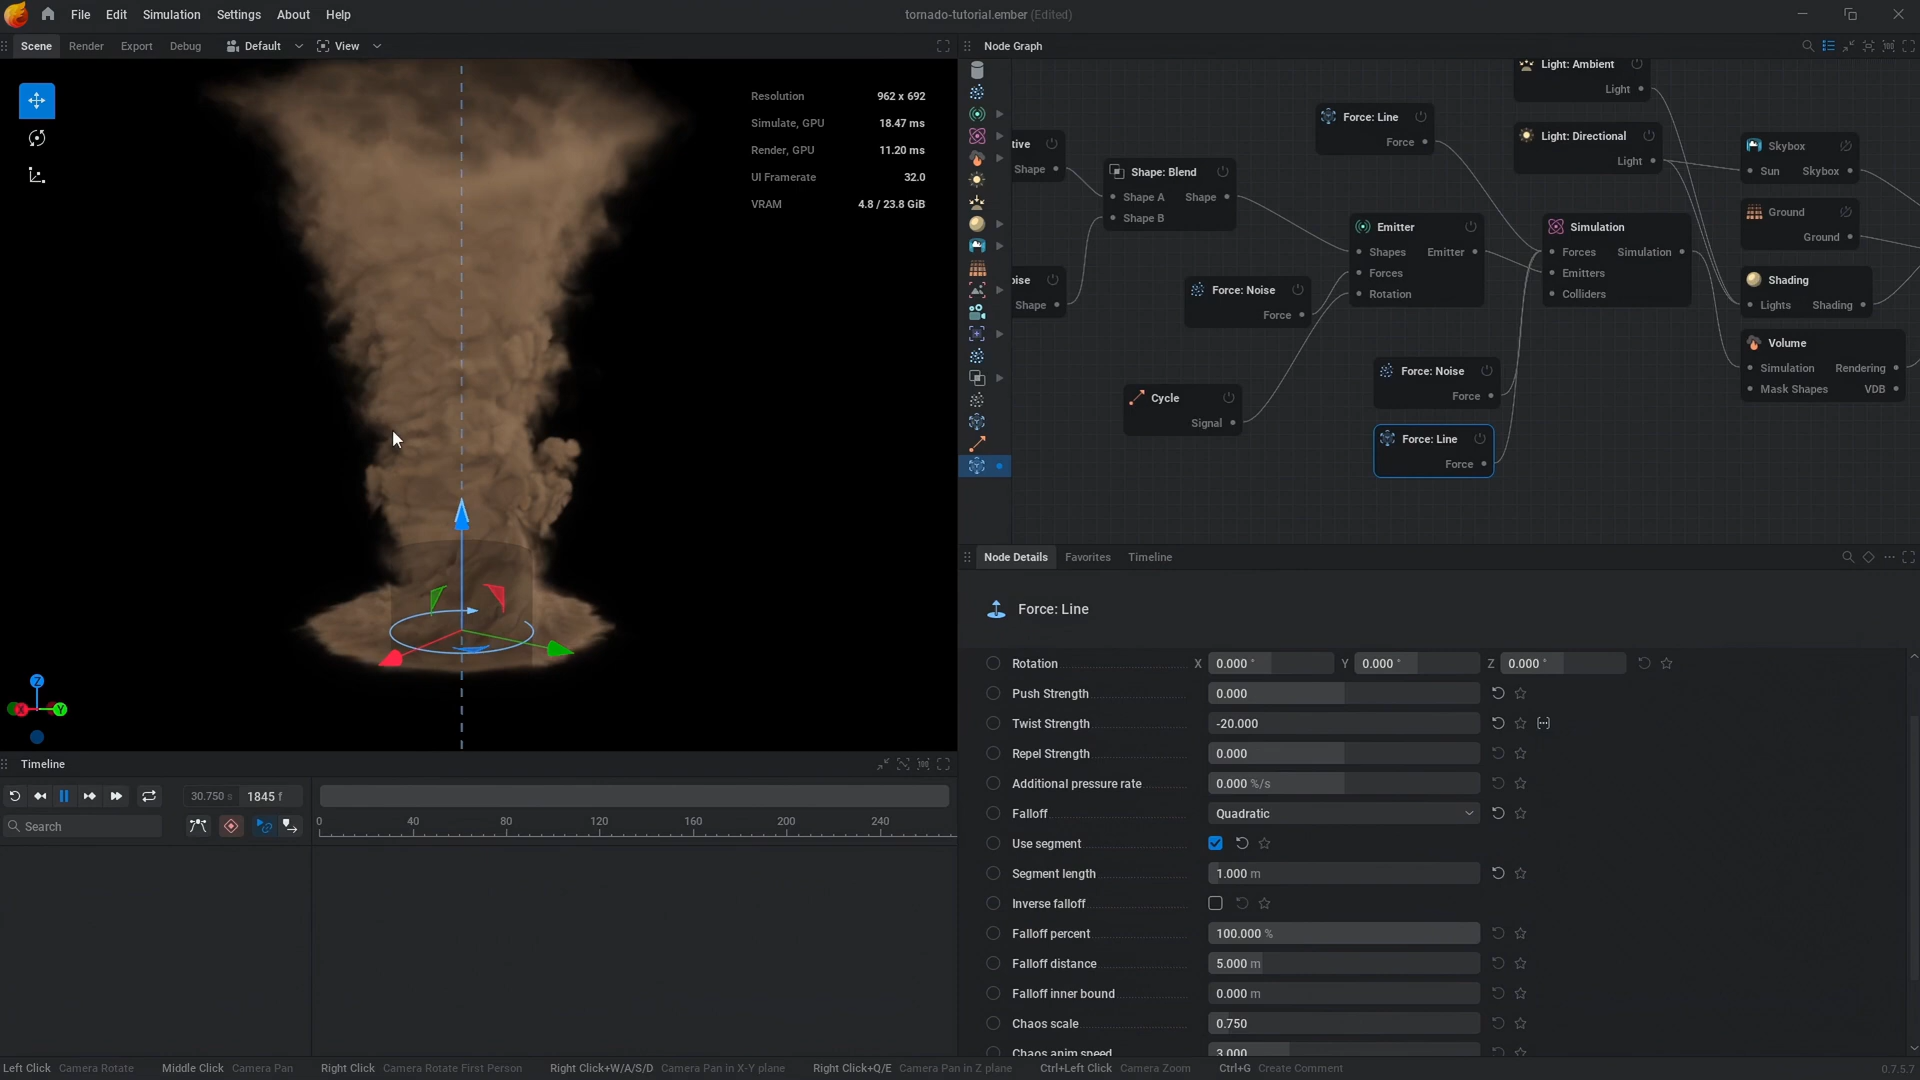 File Edit Simulation Settings About Help
tornado-tutorial.ember (Edited)
Scene Render Export Debug Default View
Resolution 962 x 692
Simulate, GPU 18.47 ms
Render, GPU 11.20 ms
UI Framerate 32.0
VRAM 4.8 / 23.8 GiB
X Y Z
Node Graph
Light: Ambient
Light
Force: Line
Force
Light: Directional
Light
tive
Shape
Shape: Blend
Shape A Shape
Shape B
Skybox
Sun Skybox
Ground
Ground
Emitter
Shapes Emitter
Forces
Rotation
Simulation
Forces Simulation
Emitters
Colliders
oise
Shape
Force: Noise
Force
Shading
Lights Shading
Volume
Simulation Rendering
Mask Shapes VDB
Force: Noise
Force
Cycle
Signal
Force: Line
Force
Node Details Favorites Timeline
Force: Line
Rotation X 0.000 ° Y 0.000 ° Z 0.000 °
Push Strength 0.000
Twist Strength -20.000
Repel Strength 0.000
Additional pressure rate 0.000 %/s
Falloff Quadratic
Use segment
Segment length 1.000 m
Inverse falloff
Falloff percent 100.000 %
Falloff distance 5.000 m
Falloff inner bound 0.000 m
Chaos scale 0.750
Chaos anim speed 3.000
Timeline
30.750 s 1845 f
Search
0 40 80 120 160 200 240
Left Click Camera Rotate Middle Click Camera Pan Right Click Camera Rotate First Person Right Click+W/A/S/D Camera Pan in X-Y plane Right Click+Q/E Camera Pan in Z plane Ctrl+Left Click Camera Zoom Ctrl+G Create Comment 0.7.5.7